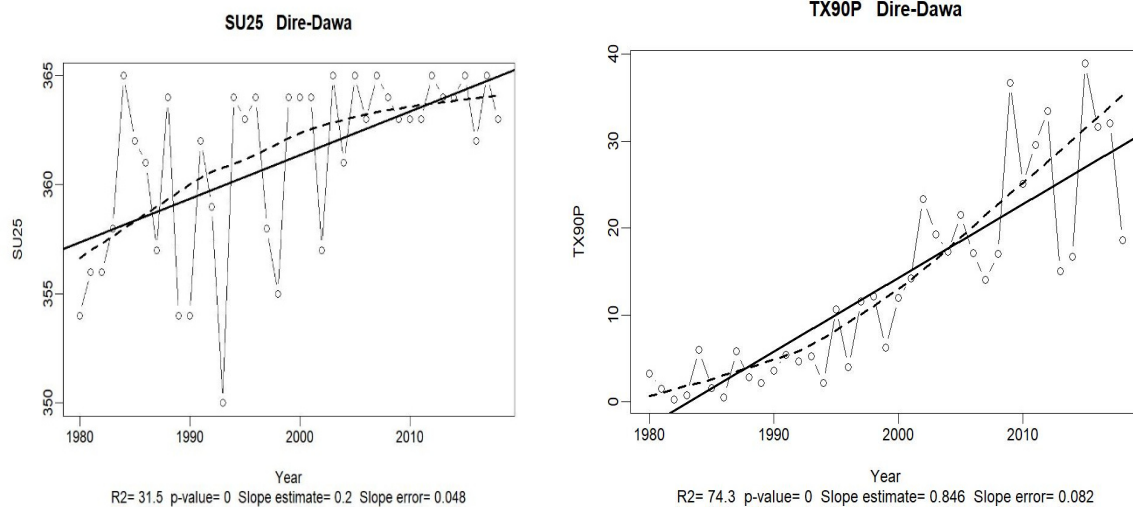 SU25 Dire-Dawa
SU25
365
360
355
350
1980 1990 2000 2010
Year
R2= 31.5 p-value= 0 Slope estimate= 0.2 Slope error= 0.048
TX90P Dire-Dawa
TX90P
40
30
20
10
0
1980 1990 2000 2010
Year
R2= 74.3 p-value= 0 Slope estimate= 0.846 Slope error= 0.082